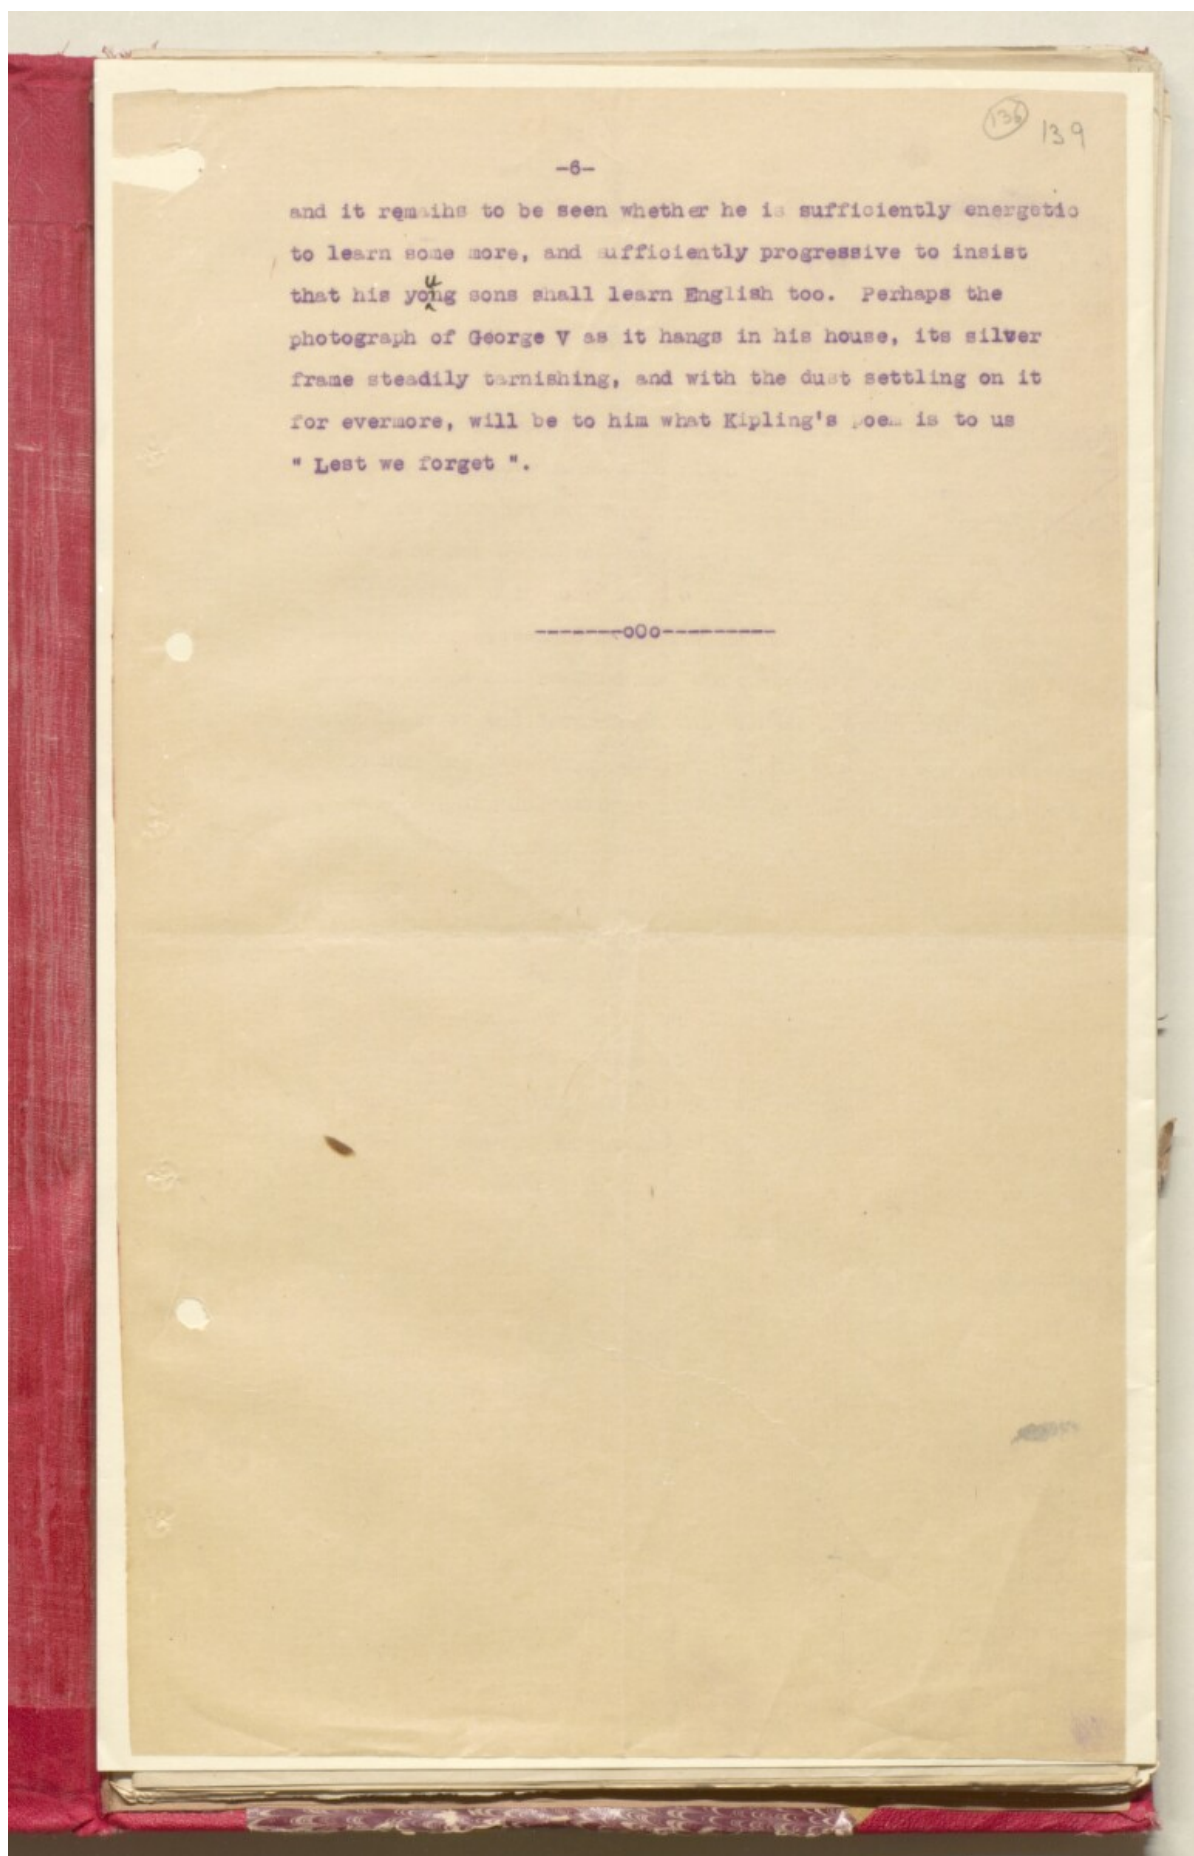 136 139
-6-
and it remaihs to be seen whether he is sufficiently energetic
to learn some more, and sufficiently progressive to insist
that his young sons shall learn English too. Perhaps the
photograph of George V as it hangs in his house, its silver
frame steadily tarnishing, and with the dust settling on it
for evermore, will be to him what Kipling's poem is to us
" Lest we forget ".
-------oOo---------